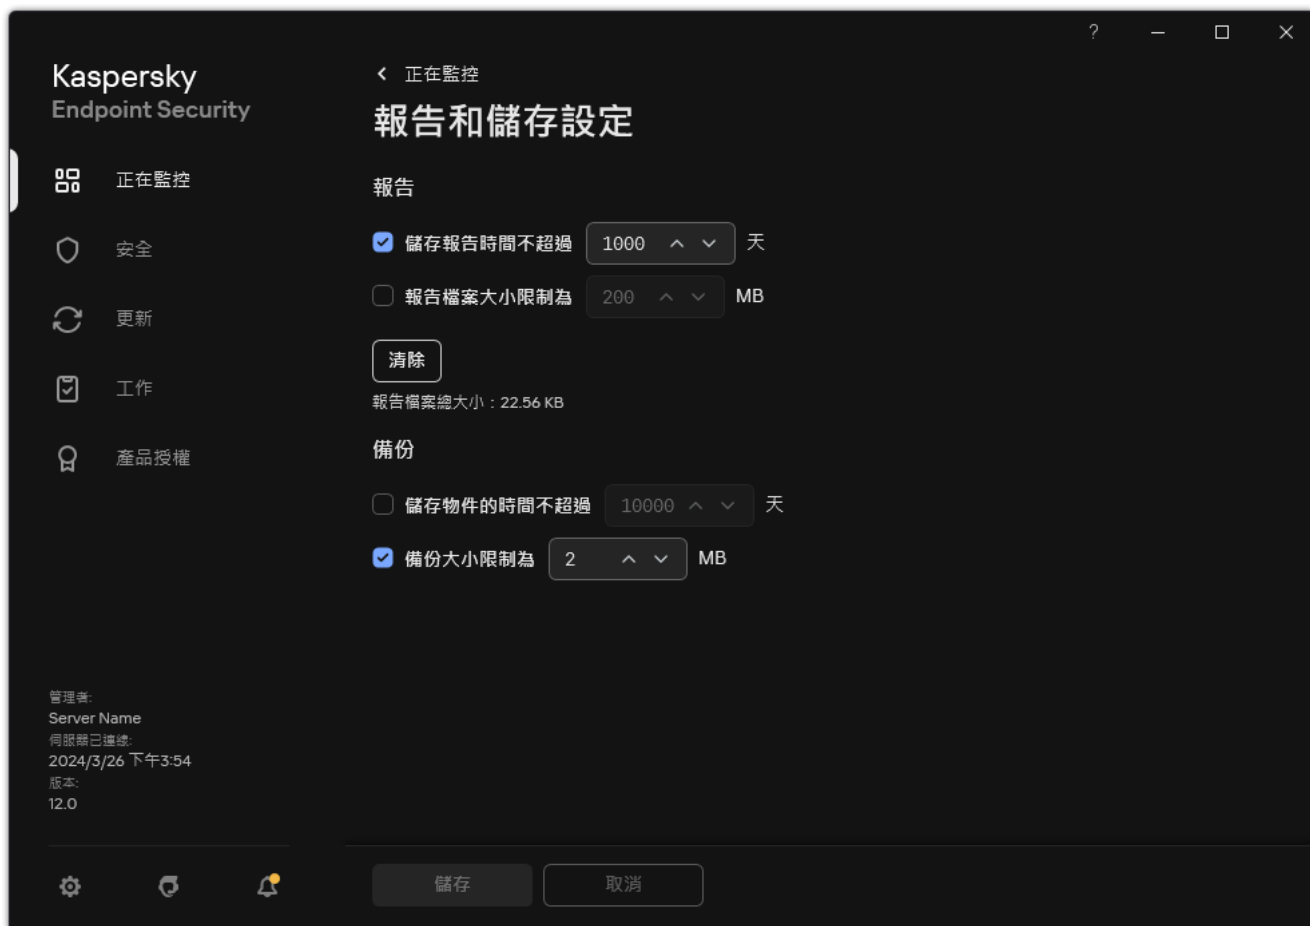 ?
Kaspersky
Endpoint Security
正在監控
安全
更新
工作
產品授權
管理者:
Server Name
伺服器已連線:
2024/3/26 下午3:54
版本:
12.0
正在監控
報告和儲存設定
報告
儲存報告時間不超過 1000 天
報告檔案大小限制為 200 MB
清除
報告檔案總大小：22.56 KB
備份
儲存物件的時間不超過 10000 天
備份大小限制為 2 MB
儲存 取消